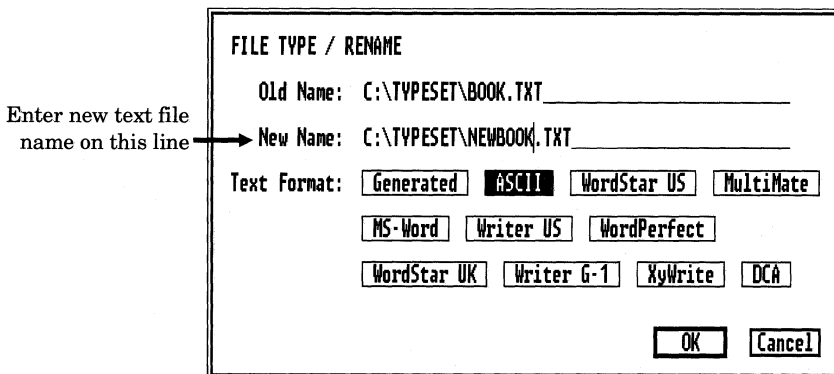 FILE TYPE / RENAME
Old Name: C:\TYPESET\BOOK.TXT
Enter new text file
name on this line
New Name: C:\TYPESET\NEWBOOK.TXT
Text Format: Generated ASCII WordStar US MultiMate
MS-Word Writer US WordPerfect
WordStar UK Writer G-1 XyWrite DCA
OK Cancel